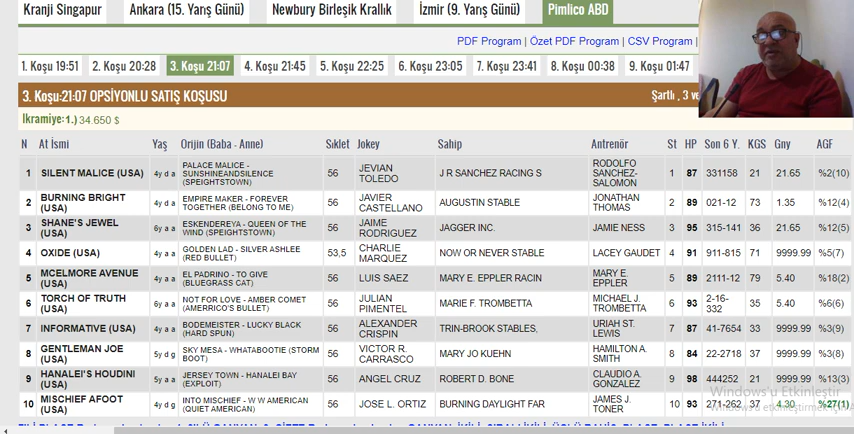 Kranji Singapur Ankara (15. Yarış Günü) Newbury Birleşik Krallık İzmir (9. Yarış Günü) Pimlico ABD
PDF Program | Özet PDF Program | CSV Program |
1. Koşu 19:51 2. Koşu 20:28 3. Koşu 21:07 4. Koşu 21:45 5. Koşu 22:25 6. Koşu 23:05 7. Koşu 23:41 8. Koşu 00:38 9. Koşu 01:47
3. Koşu:21:07 OPSİYONLU SATIŞ KOŞUSU Şartlı , 3 ve
İkramiye:1.) 34.650 $
N At İsmi Yaş Orijin (Baba - Anne) Sıklet Jokey Sahip Antrenör St HP Son 6 Y. KGS Gny AGF
1 SILENT MALICE (USA) 4y d a PALACE MALICE - SUNSHINEANDSILENCE (SPEIGHTSTOWN) 56 JEVIAN TOLEDO J R SANCHEZ RACING S RODOLFO SANCHEZ-SALOMON 1 87 331158 21 21.65 %2(10)
2 BURNING BRIGHT (USA) 4y d a EMPIRE MAKER - FOREVER TOGETHER (BELONG TO ME) 56 JAVIER CASTELLANO AUGUSTIN STABLE JONATHAN THOMAS 2 89 021-12 73 1.35 %12(4)
3 SHANE'S JEWEL (USA) 6y a a ESKENDEREYA - QUEEN OF THE WIND (SPEIGHTSTOWN) 56 JAIME RODRIGUEZ JAGGER INC. JAMIE NESS 3 95 315-141 36 21.65 %12(5)
4 OXIDE (USA) 4y a a GOLDEN LAD - SILVER ASHLEE (RED BULLET) 53,5 CHARLIE MARQUEZ NOW OR NEVER STABLE LACEY GAUDET 4 91 911-815 71 9999.99 %5(7)
5 MCELMORE AVENUE (USA) 4y a a EL PADRINO - TO GIVE (BLUEGRASS CAT) 56 LUIS SAEZ MARY E. EPPLER RACIN MARY E. EPPLER 5 89 2111-12 79 5.40 %18(2)
6 TORCH OF TRUTH (USA) 6y a a NOT FOR LOVE - AMBER COMET (AMERRICO'S BULLET) 56 JULIAN PIMENTEL MARIE F. TROMBETTA MICHAEL J. TROMBETTA 6 93 2-16-332 35 5.40 %6(6)
7 INFORMATIVE (USA) 4y a a BODEMEISTER - LUCKY BLACK (HARD SPUN) 56 ALEXANDER CRISPIN TRIN-BROOK STABLES, URIAH ST. LEWIS 7 87 41-7654 33 9999.99 %3(9)
8 GENTLEMAN JOE (USA) 5y d g SKY MESA - WHATABOOTIE (STORM BOOT) 56 VICTOR R. CARRASCO MARY JO KUEHN HAMILTON A. SMITH 8 84 22-2718 37 9999.99 %3(8)
9 HANALEI'S HOUDINI (USA) 5y a a JERSEY TOWN - HANALEI BAY (EXPLOIT) 56 ANGEL CRUZ ROBERT D. BONE CLAUDIO A. GONZALEZ 9 98 444252 21 9999.99 %13(3)
10 MISCHIEF AFOOT (USA) 4y d g INTO MISCHIEF - W W AMERICAN (QUIET AMERICAN) 56 JOSE L. ORTIZ BURNING DAYLIGHT FAR JAMES J. TONER 10 93 271-262 37 4.30 %27(1)
Windows'u Etkinleştir